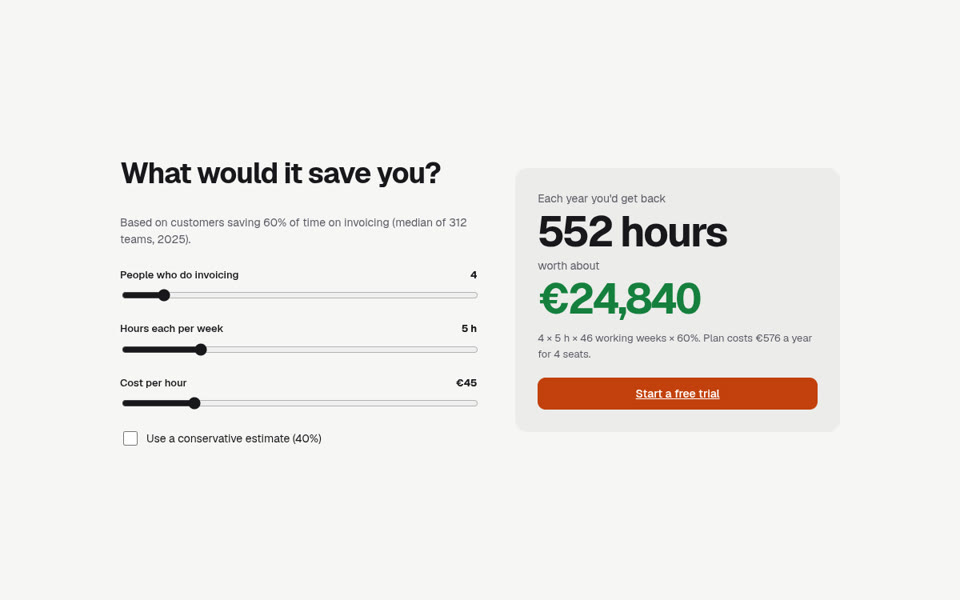 What would it save you?
Based on customers saving 60% of time on invoicing (median of 312
teams, 2025).
People who do invoicing 4
Hours each per week 5 h
Cost per hour €45
Use a conservative estimate (40%)
Each year you'd get back
552 hours
worth about
€24,840
4 × 5 h × 46 working weeks × 60%. Plan costs €576 a year
for 4 seats.
Start a free trial